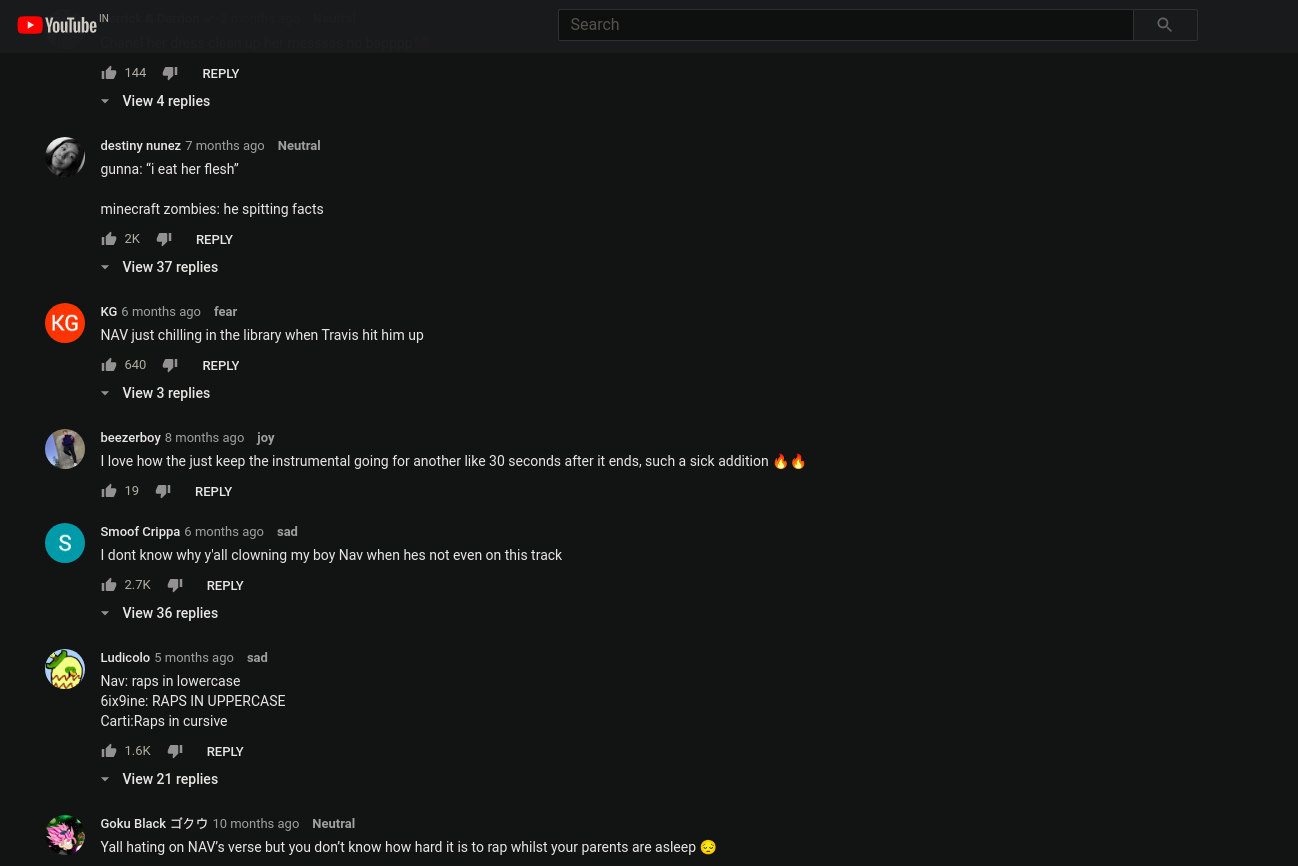 YouTube IN
Search
144 REPLY
View 4 replies
destiny nunez 7 months ago Neutral
gunna: “i eat her flesh”
minecraft zombies: he spitting facts
2K REPLY
View 37 replies
KG
KG 6 months ago fear
NAV just chilling in the library when Travis hit him up
640 REPLY
View 3 replies
beezerboy 8 months ago joy
I love how the just keep the instrumental going for another like 30 seconds after it ends, such a sick addition 🔥🔥
19 REPLY
S
Smoof Crippa 6 months ago sad
I dont know why y'all clowning my boy Nav when hes not even on this track
2.7K REPLY
View 36 replies
Ludicolo 5 months ago sad
Nav: raps in lowercase
6ix9ine: RAPS IN UPPERCASE
Carti:Raps in cursive
1.6K REPLY
View 21 replies
Goku Black ゴクウ 10 months ago Neutral
Yall hating on NAV’s verse but you don’t know how hard it is to rap whilst your parents are asleep 😔